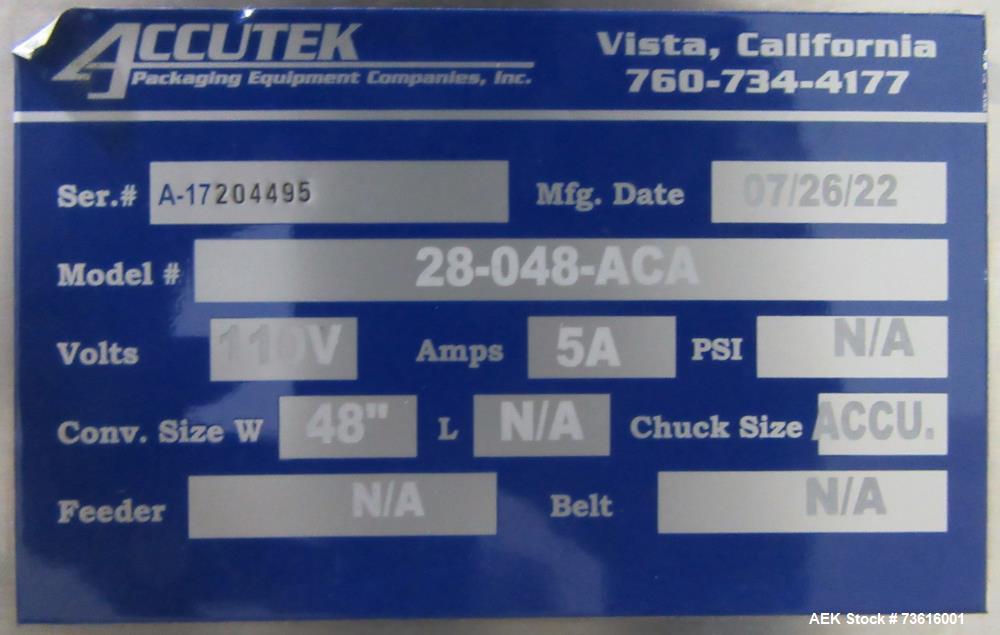 ACCUTEK
Packaging Equipment Companies, Inc.
Vista, California
760-734-4177
Ser.# A-17204495 Mfg. Date 07/26/22
Model # 28-048-ACA
Volts 110V Amps 5A PSI N/A
Conv. Size W 48" L N/A Chuck Size ACCU.
Feeder N/A Belt N/A
AEK Stock # 73616001